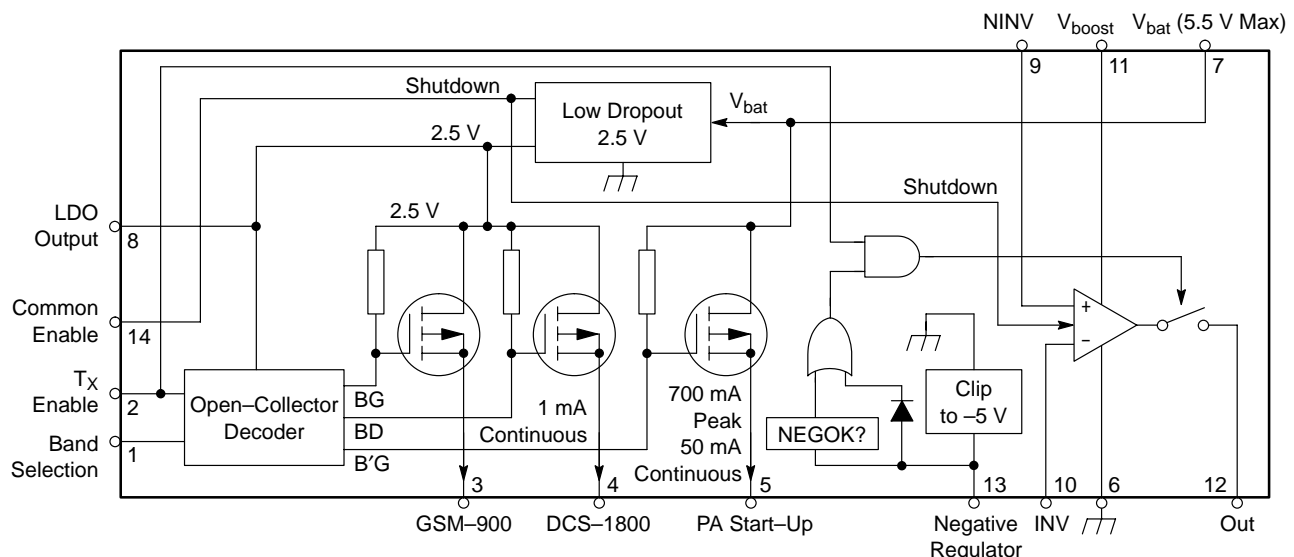 NINV
V_boost
V_bat (5.5 V Max)
9
11
7
Shutdown
Low Dropout
2.5 V
V_bat
2.5 V
Shutdown
LDO
Output
8
2.5 V
Common
Enable
14
+
–
T_X
Enable
2
Band
Selection
1
Open–Collector
Decoder
BG
BD
B'G
1 mA
Continuous
700 mA
Peak
50 mA
Continuous
NEGOK?
Clip
to –5 V
3
4
5
13
10
6
12
GSM–900
DCS–1800
PA Start–Up
Negative
Regulator
INV
Out